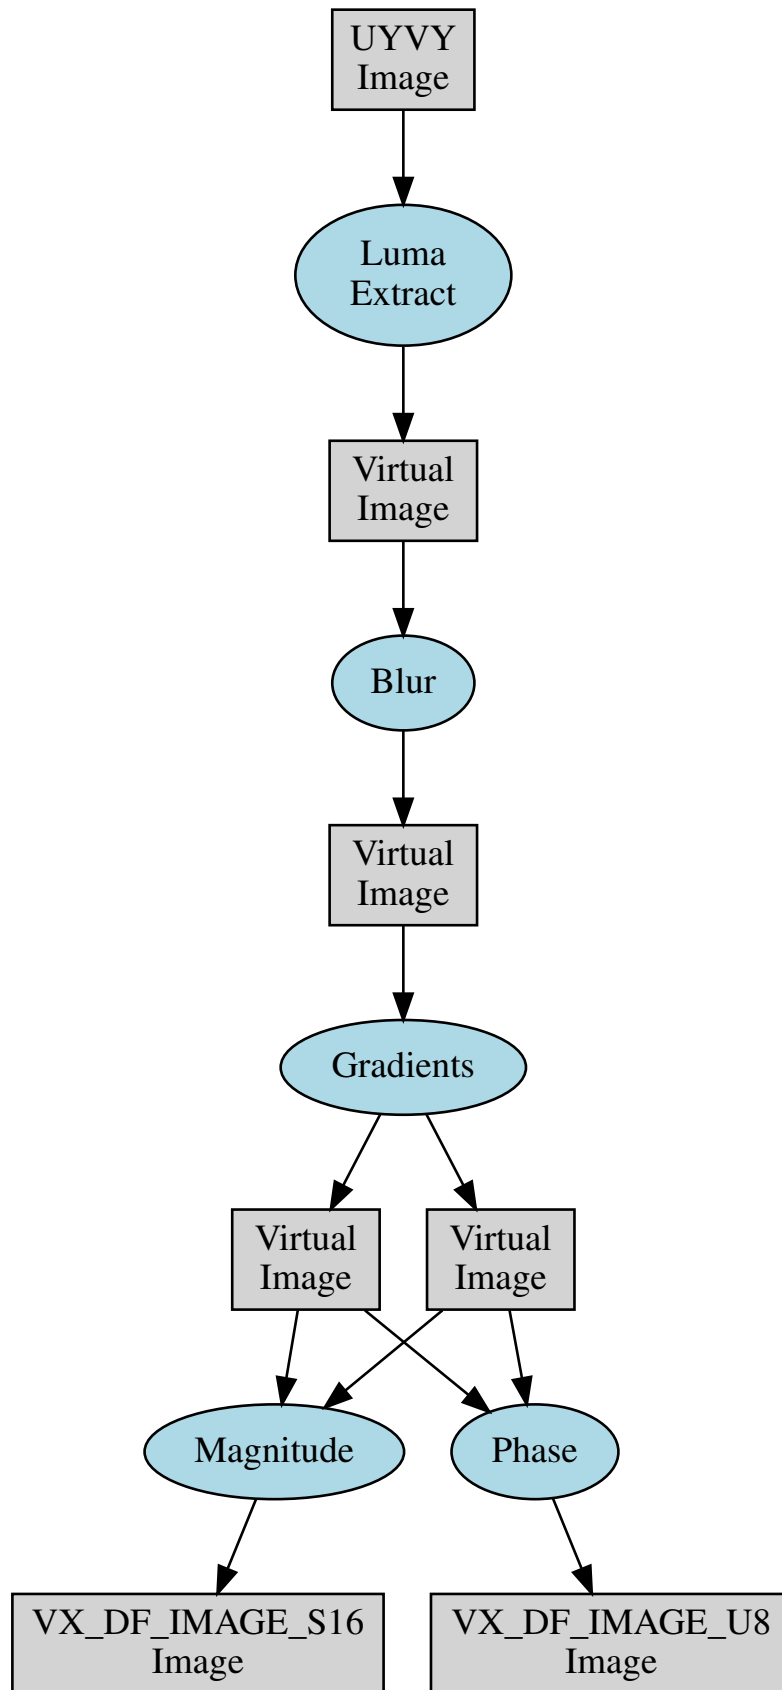 UYVY
Image
Luma
Extract
Virtual
Image
Blur
Virtual
Image
Gradients
Virtual
Image
Virtual
Image
Magnitude
Phase
VX_DF_IMAGE_S16
Image
VX_DF_IMAGE_U8
Image